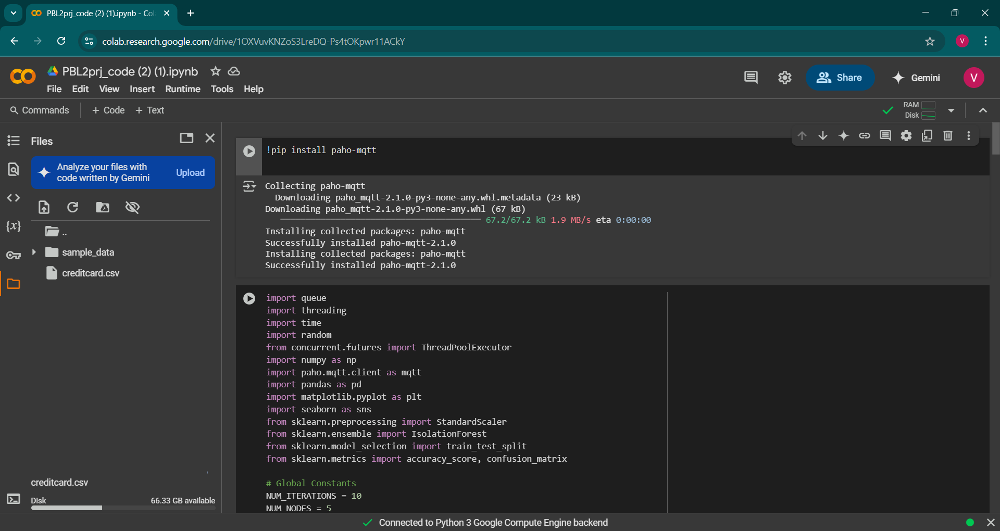 PBL2prj_code (2) (1).ipynb - Col
colab.research.google.com/drive/1OXVuvKNZoS3LreDQ-Ps4tOKpwr11ACkY
V
PBL2prj_code (2) (1).ipynb
File Edit View Insert Runtime Tools Help
Share
Gemini
V
Commands
+ Code + Text
RAM
Disk
Files
Analyze your files with
code written by Gemini
Upload
..
sample_data
creditcard.csv
creditcard.csv
Disk
66.33 GB available
!pip install paho-mqtt
Collecting paho-mqtt
Downloading paho_mqtt-2.1.0-py3-none-any.whl.metadata (23 kB)
Downloading paho_mqtt-2.1.0-py3-none-any.whl (67 kB)
67.2/67.2 kB 1.9 MB/s eta 0:00:00
Installing collected packages: paho-mqtt
Successfully installed paho-mqtt-2.1.0
Installing collected packages: paho-mqtt
Successfully installed paho-mqtt-2.1.0
import queue
import threading
import time
import random
from concurrent.futures import ThreadPoolExecutor
import numpy as np
import paho.mqtt.client as mqtt
import pandas as pd
import matplotlib.pyplot as plt
import seaborn as sns
from sklearn.preprocessing import StandardScaler
from sklearn.ensemble import IsolationForest
from sklearn.model_selection import train_test_split
from sklearn.metrics import accuracy_score, confusion_matrix
# Global Constants
NUM_ITERATIONS = 10
NUM_NODES = 5
Connected to Python 3 Google Compute Engine backend